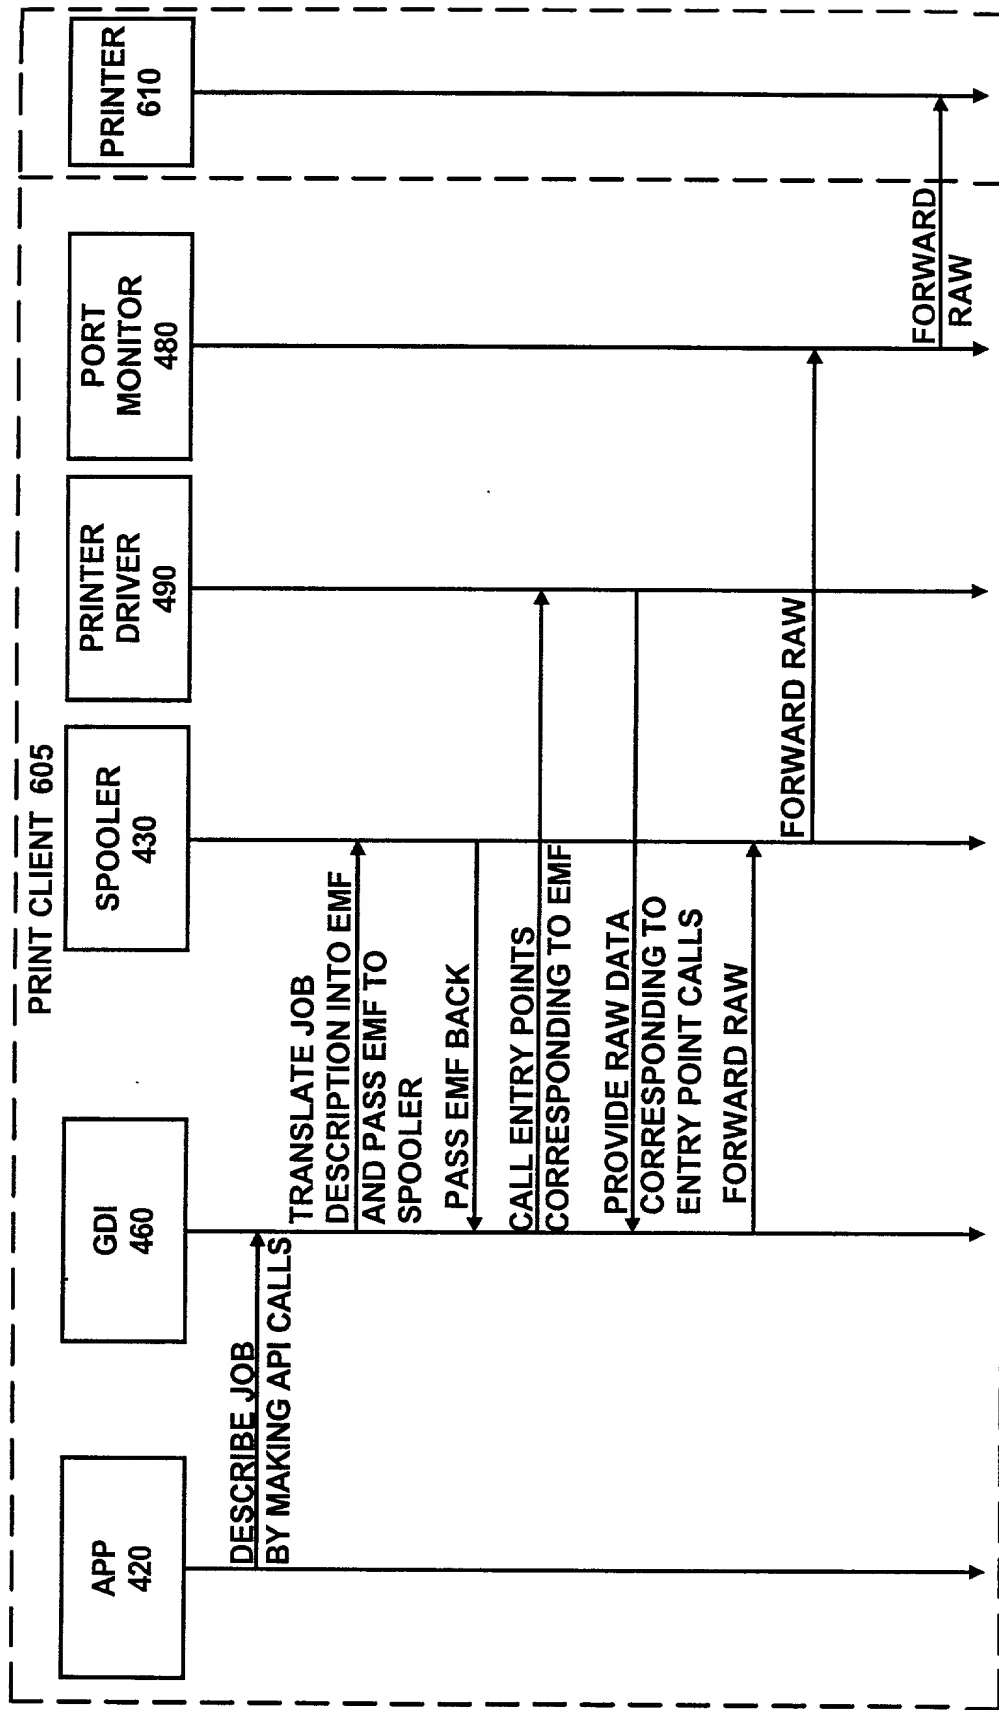 PRINT CLIENT 605
APP
420
GDI
460
SPOOLER
430
PRINTER
DRIVER
490
PORT
MONITOR
480
PRINTER
610
DESCRIBE JOB
BY MAKING API CALLS
TRANSLATE JOB
DESCRIPTION INTO EMF
AND PASS EMF TO
SPOOLER
PASS EMF BACK
CALL ENTRY POINTS
CORRESPONDING TO EMF
PROVIDE RAW DATA
CORRESPONDING TO
ENTRY POINT CALLS
FORWARD RAW
FORWARD RAW
FORWARD
RAW